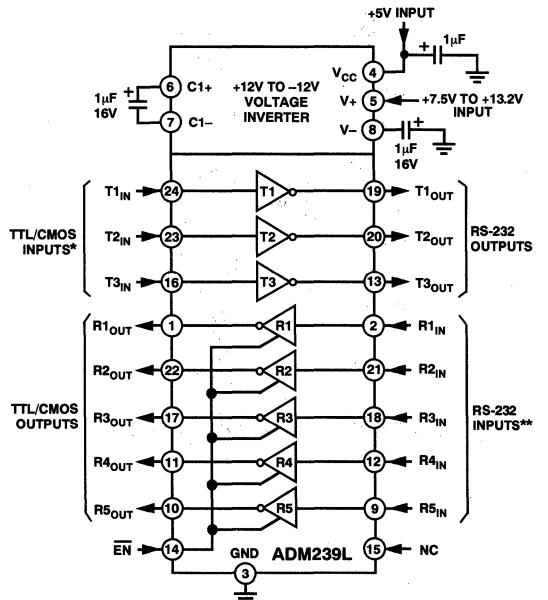 +5V INPUT
1µF
+
6 C1+
+12V TO –12V
VOLTAGE
INVERTER
VCC 4
1µF
16V
+
7 C1–
V+ 5
+7.5V TO +13.2V
INPUT
V– 8
+
1µF
16V
TTL/CMOS
INPUTS*
T1IN 24 T1 19 T1OUT
T2IN 23 T2 20 T2OUT
T3IN 16 T3 13 T3OUT
RS-232
OUTPUTS
TTL/CMOS
OUTPUTS
R1OUT 1 R1 2 R1IN
R2OUT 22 R2 21 R2IN
R3OUT 17 R3 18 R3IN
R4OUT 11 R4 12 R4IN
R5OUT 10 R5 9 R5IN
RS-232
INPUTS**
EN 14
GND
3
ADM239L
15 NC